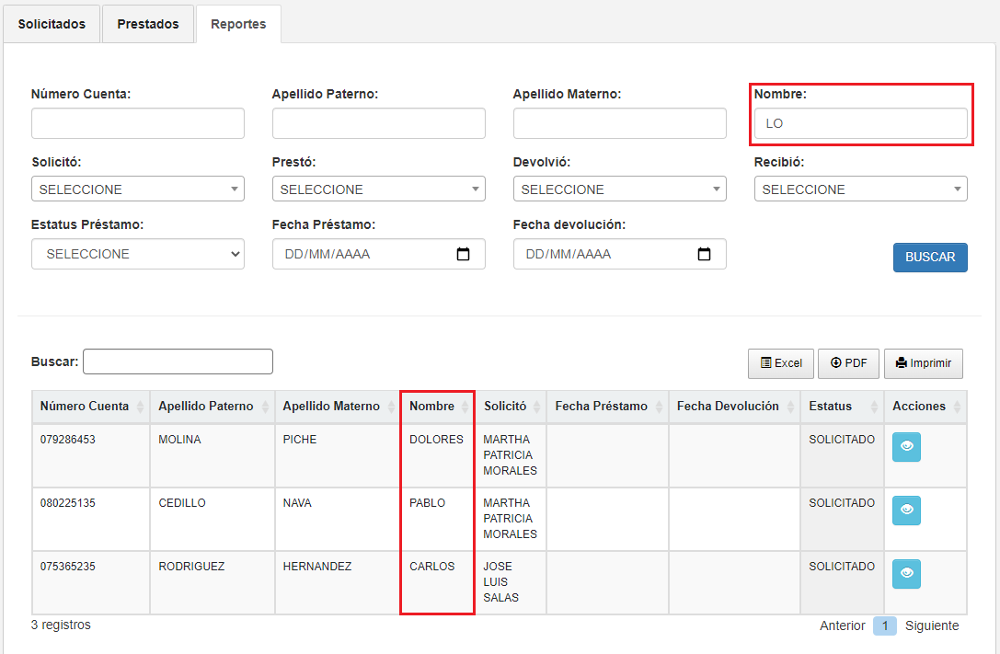 Solicitados Prestados Reportes
Número Cuenta: Apellido Paterno: Apellido Materno: Nombre:
LO
Solicitó: Prestó: Devolvió: Recibió:
SELECCIONE SELECCIONE SELECCIONE SELECCIONE
Estatus Préstamo: Fecha Préstamo: Fecha devolución:
SELECCIONE DD/MM/AAAA DD/MM/AAAA BUSCAR
Buscar: Excel PDF Imprimir
Número Cuenta Apellido Paterno Apellido Materno Nombre Solicitó Fecha Préstamo Fecha Devolución Estatus Acciones
079286453 MOLINA PICHE DOLORES MARTHA SOLICITADO
PATRICIA
MORALES
080225135 CEDILLO NAVA PABLO MARTHA SOLICITADO
PATRICIA
MORALES
075365235 RODRIGUEZ HERNANDEZ CARLOS JOSE SOLICITADO
LUIS
SALAS
3 registros Anterior 1 Siguiente